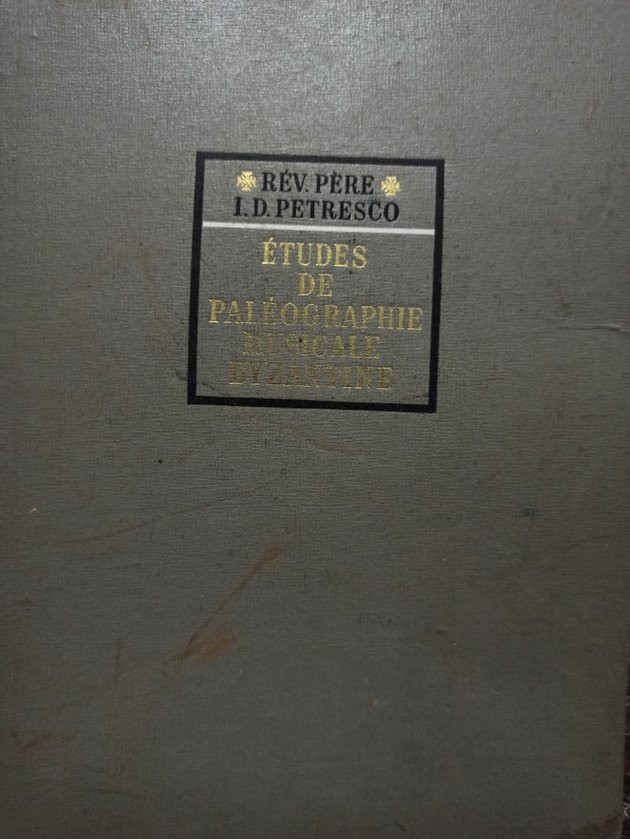 RÉV. PÈRE
I. D. PETRESCO
ÉTUDES
DE
PALÉOGRAPHIE
MUSICALE
BYZANTINE